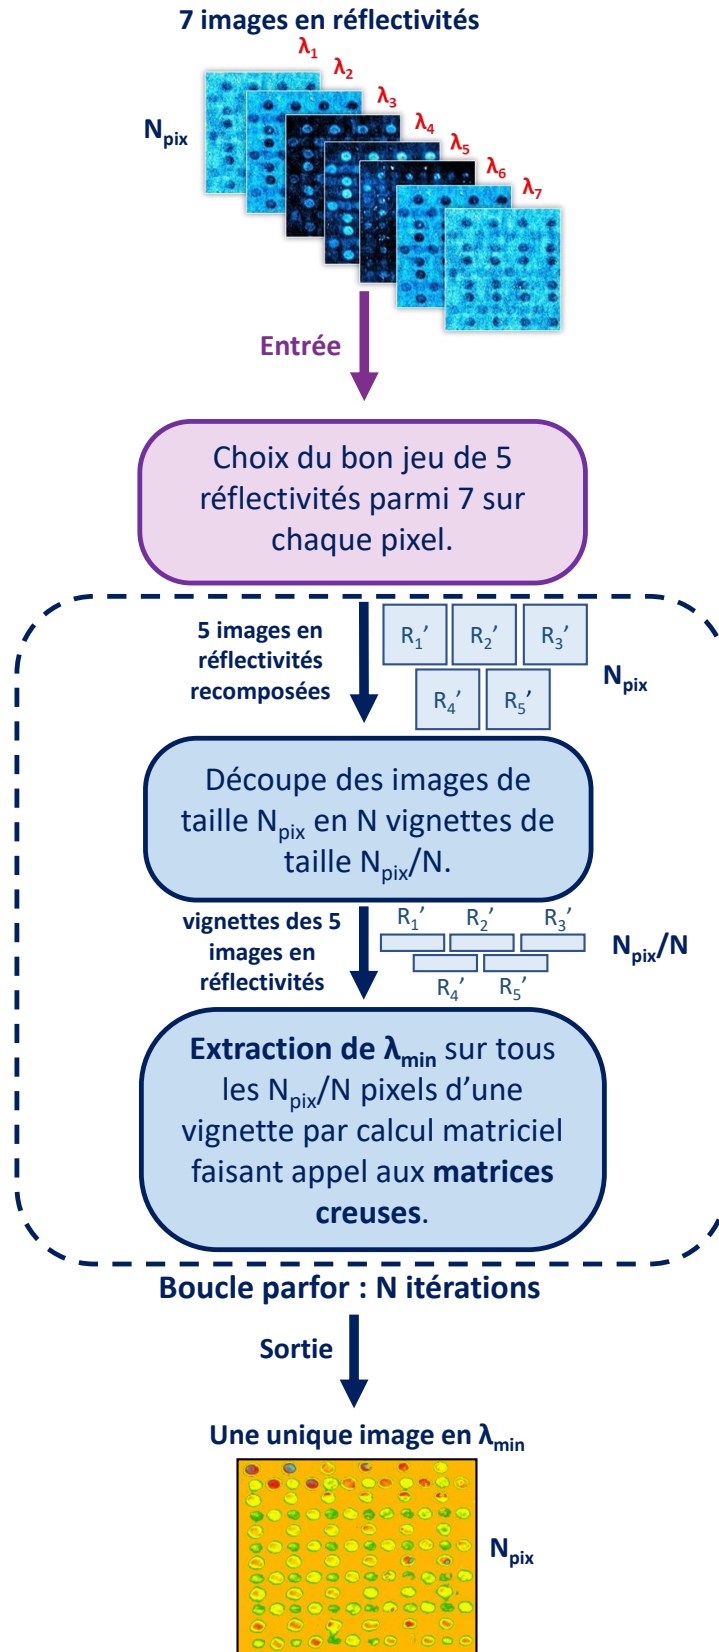 7 images en réflectivités
λ1
λ2
λ3
λ4
λ5
λ6
λ7
Npix
Entrée
Choix du bon jeu de 5
réflectivités parmi 7 sur
chaque pixel.
5 images en
réflectivités
recomposées
R1’ R2’ R3’
R4’ R5’
Npix
Découpe des images de
taille Npix en N vignettes de
taille Npix/N.
vignettes des 5
images en
réflectivités
R1’ R2’ R3’
R4’ R5’
Npix/N
Extraction de λmin sur tous
les Npix/N pixels d’une
vignette par calcul matriciel
faisant appel aux matrices
creuses.
Boucle parfor : N itérations
Sortie
Une unique image en λmin
Npix